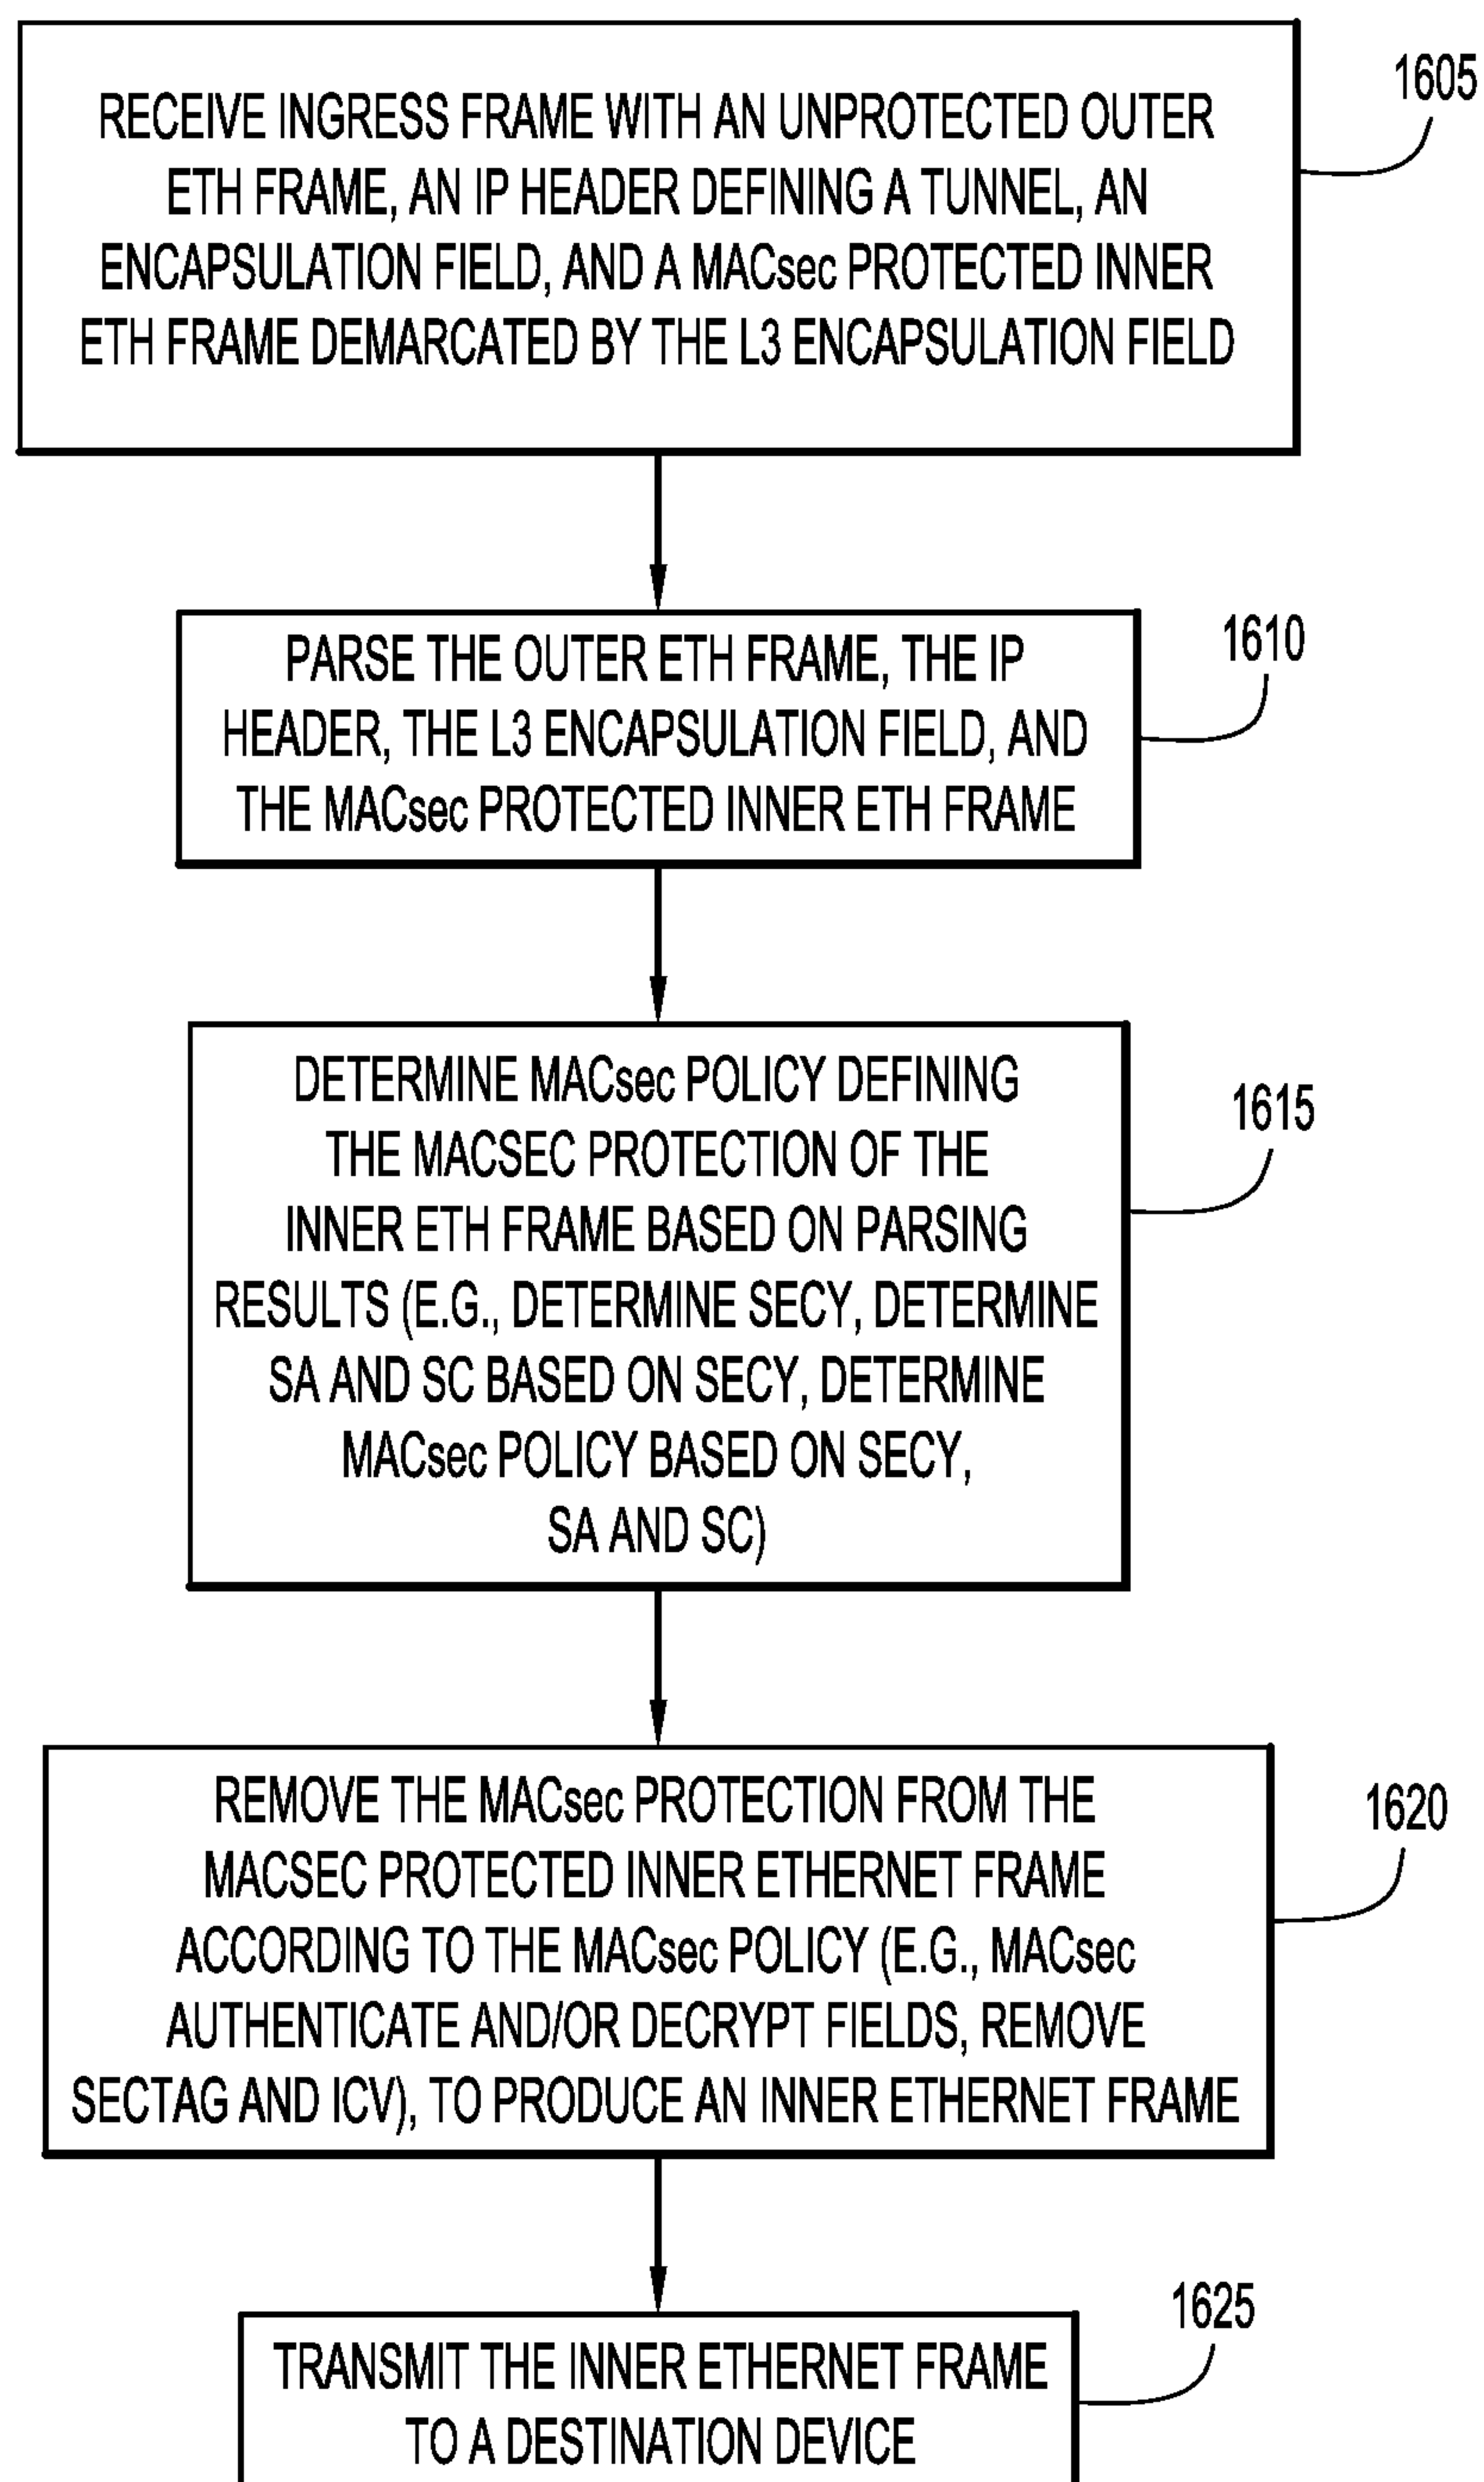 1605
RECEIVE INGRESS FRAME WITH AN UNPROTECTED OUTER
ETH FRAME, AN IP HEADER DEFINING A TUNNEL, AN
ENCAPSULATION FIELD, AND A MACsec PROTECTED INNER
ETH FRAME DEMARCATED BY THE L3 ENCAPSULATION FIELD
1610
PARSE THE OUTER ETH FRAME, THE IP
HEADER, THE L3 ENCAPSULATION FIELD, AND
THE MACsec PROTECTED INNER ETH FRAME
1615
DETERMINE MACsec POLICY DEFINING
THE MACSEC PROTECTION OF THE
INNER ETH FRAME BASED ON PARSING
RESULTS (E.G., DETERMINE SECY, DETERMINE
SA AND SC BASED ON SECY, DETERMINE
MACsec POLICY BASED ON SECY,
SA AND SC)
1620
REMOVE THE MACsec PROTECTION FROM THE
MACSEC PROTECTED INNER ETHERNET FRAME
ACCORDING TO THE MACsec POLICY (E.G., MACsec
AUTHENTICATE AND/OR DECRYPT FIELDS, REMOVE
SECTAG AND ICV), TO PRODUCE AN INNER ETHERNET FRAME
1625
TRANSMIT THE INNER ETHERNET FRAME
TO A DESTINATION DEVICE